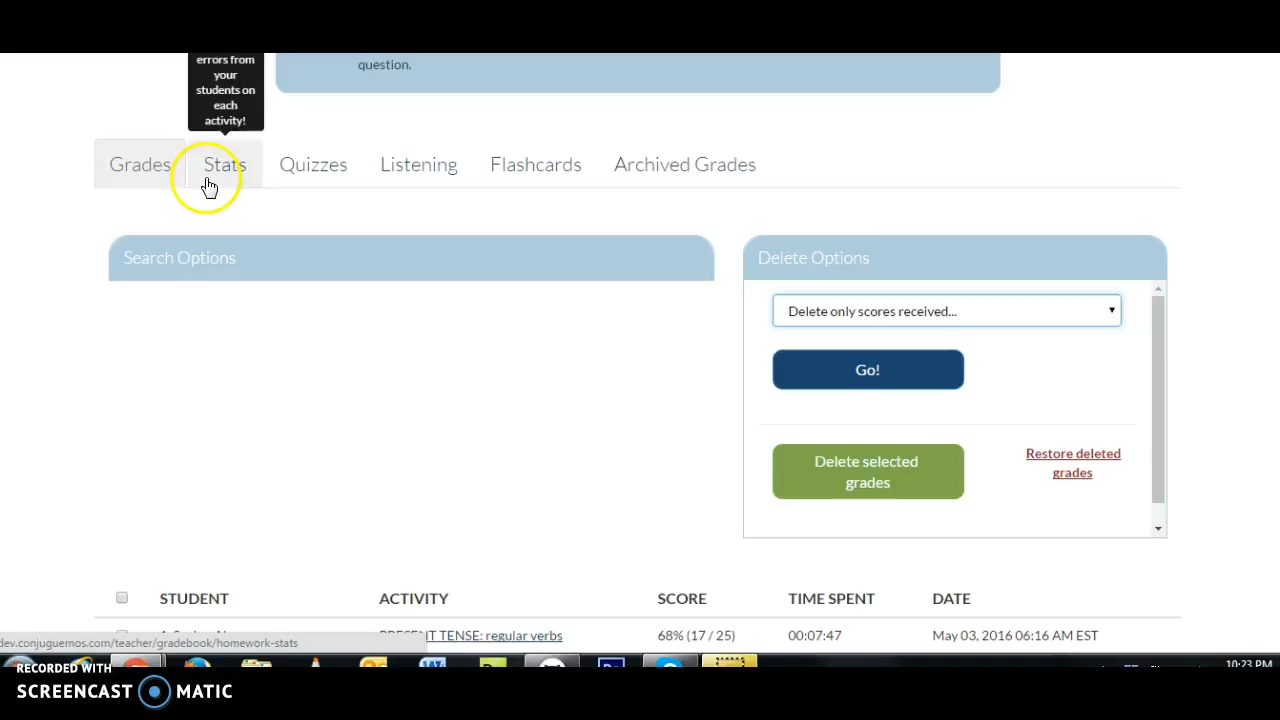 errors from
your
students on
each
activity!
question.
Grades
Stats
Quizzes
Listening
Flashcards
Archived Grades
Search Options
Delete Options
Delete only scores received...
Go!
Delete selected
grades
Restore deleted
grades
STUDENT ACTIVITY SCORE TIME SPENT DATE
PRESENT TENSE: regular verbs 68% (17 / 25) 00:07:47 May 03, 2016 06:16 AM EST
dev.conjuguemos.com/teacher/gradebook/homework-stats
10:23 PM
RECORDED WITH
SCREENCAST MATIC